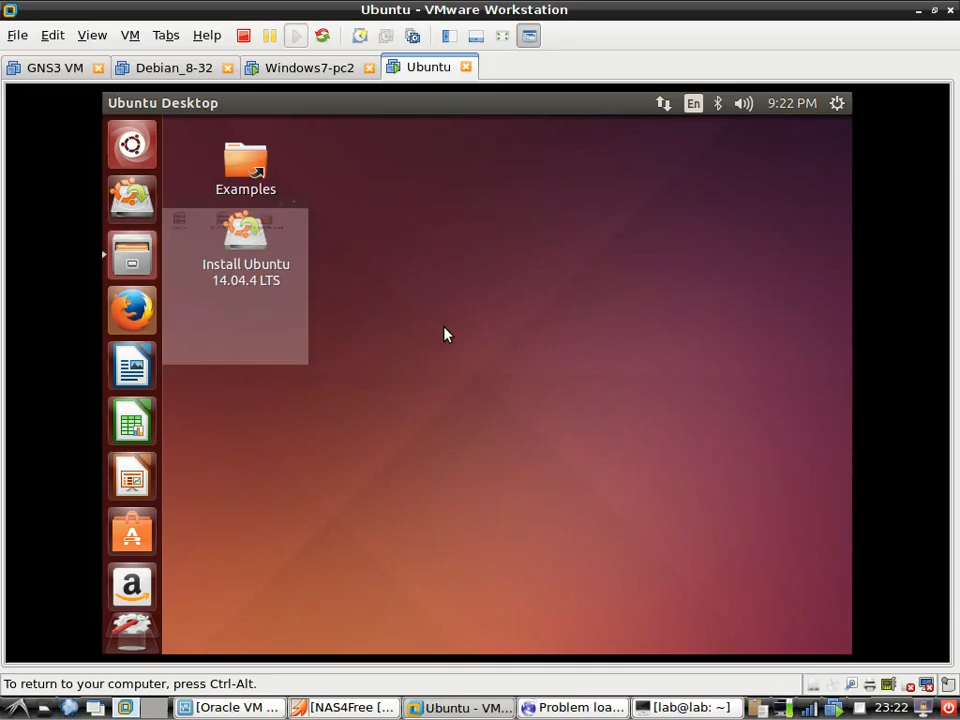 Ubuntu - VMware Workstation
File Edit View VM Tabs Help
GNS3 VM Debian_8-32 Windows7-pc2 Ubuntu
Ubuntu Desktop En 9:22 PM
Examples
Install Ubuntu
14.04.4 LTS
To return to your computer, press Ctrl-Alt.
[Oracle VM ... [NAS4Free [... Ubuntu - VM... Problem loa... [lab@lab: ~] 23:22